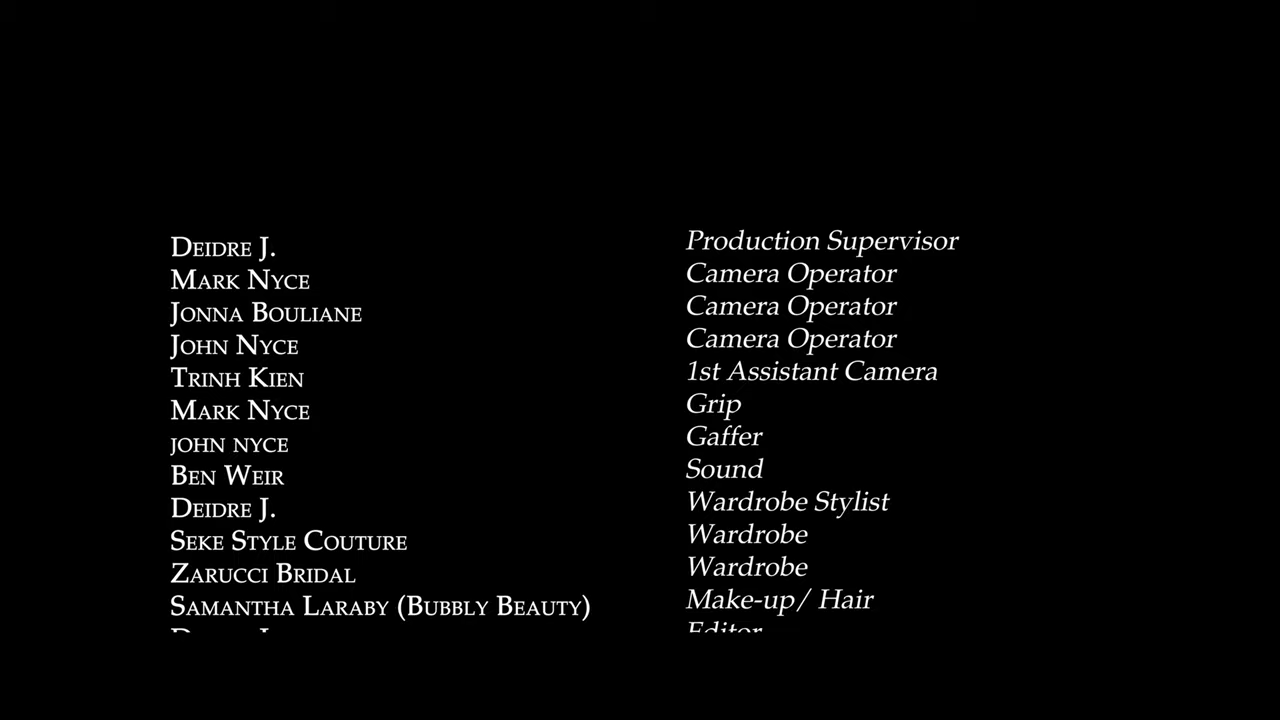 Deidre J. Production Supervisor
Mark Nyce Camera Operator
Jonna Bouliane Camera Operator
John Nyce Camera Operator
Trinh Kien 1st Assistant Camera
Mark Nyce Grip
john nyce Gaffer
Ben Weir Sound
Deidre J. Wardrobe Stylist
Seke Style Couture Wardrobe
Zarucci Bridal Wardrobe
Samantha Laraby (Bubbly Beauty) Make-up/ Hair
Editor